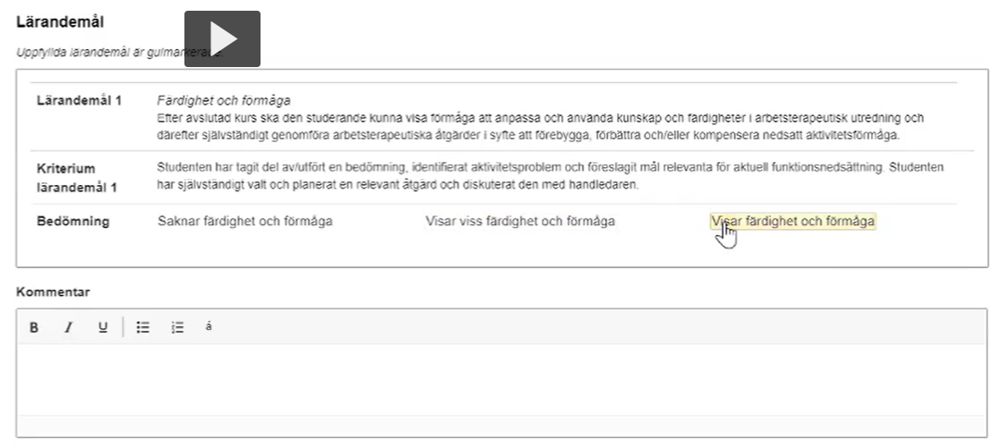 Lärandemål
Uppfyllda lärandemål är gulmarkerade.
Lärandemål 1
Färdighet och förmåga
Efter avslutad kurs ska den studerande kunna visa förmåga att anpassa och använda kunskap och färdigheter i arbetsterapeutisk utredning och
därefter självständigt genomföra arbetsterapeutiska åtgärder i syfte att förebygga, förbättra och/eller kompensera nedsatt aktivitetsförmåga.
Kriterium
lärandemål 1
Studenten har tagit del av/utfört en bedömning, identifierat aktivitetsproblem och föreslagit mål relevanta för aktuell funktionsnedsättning. Studenten
har självständigt valt och planerat en relevant åtgärd och diskuterat den med handledaren.
Bedömning
Saknar färdighet och förmåga
Visar viss färdighet och förmåga
Visar färdighet och förmåga
Kommentar
B I U á